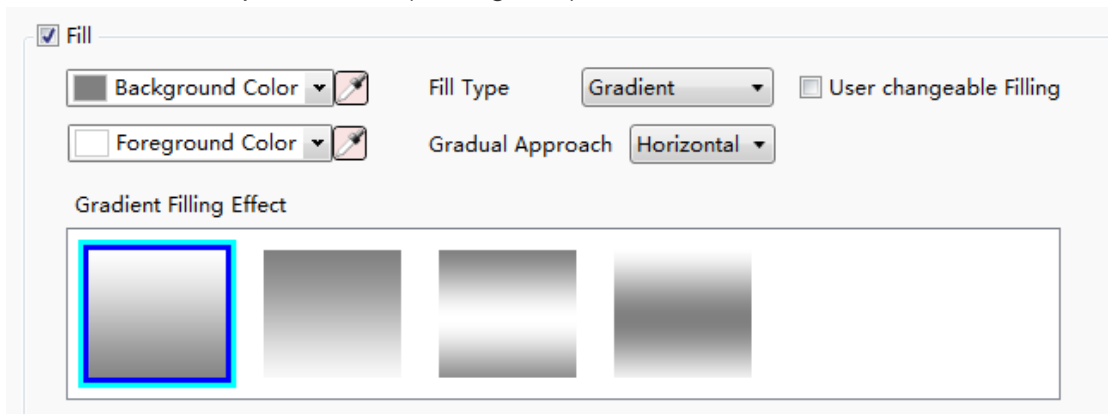 Fill
Background Color Fill Type Gradient User changeable Filling
Foreground Color Gradual Approach Horizontal
Gradient Filling Effect